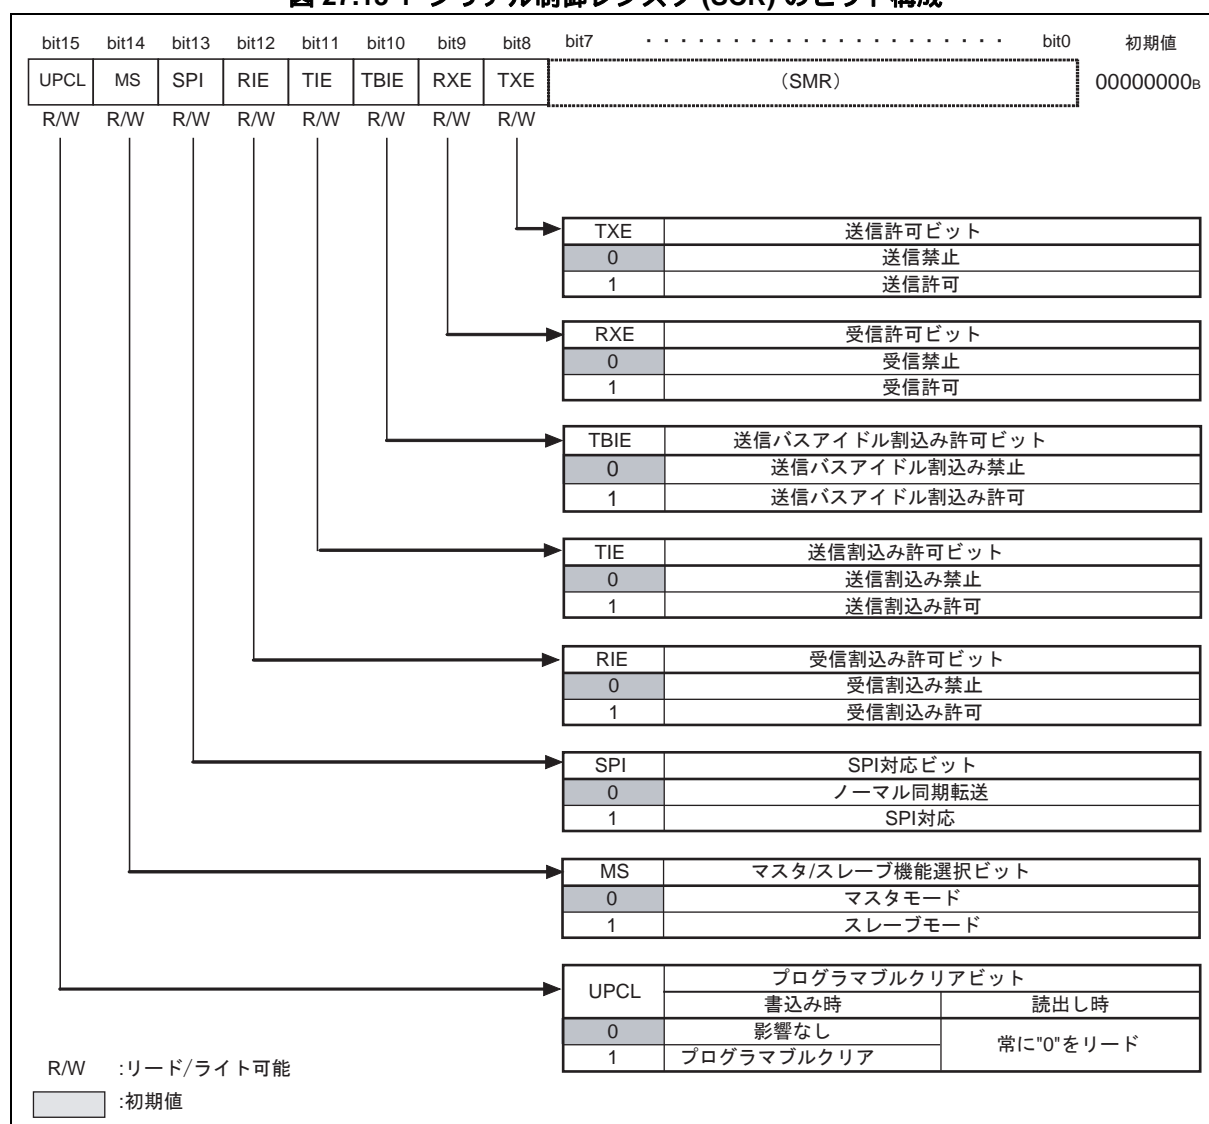 bit15 bit14 bit13 bit12 bit11 bit10 bit9 bit8 bit7 ・・・・・・・・・・・・・・・・・・・・・ bit0 初期値
UPCL MS SPI RIE TIE TBIE RXE TXE (SMR) 00000000B
R/W R/W R/W R/W R/W R/W R/W R/W
TXE 送信許可ビット
0 送信禁止
1 送信許可
RXE 受信許可ビット
0 受信禁止
1 受信許可
TBIE 送信バスアイドル割込み許可ビット
0 送信バスアイドル割込み禁止
1 送信バスアイドル割込み許可
TIE 送信割込み許可ビット
0 送信割込み禁止
1 送信割込み許可
RIE 受信割込み許可ビット
0 受信割込み禁止
1 受信割込み許可
SPI SPI対応ビット
0 ノーマル同期転送
1 SPI対応
MS マスタ/スレーブ機能選択ビット
0 マスタモード
1 スレーブモード
UPCL プログラマブルクリアビット
書込み時 読出し時
0 影響なし 常に"0"をリード
1 プログラマブルクリア
R/W :リード/ライト可能
:初期値